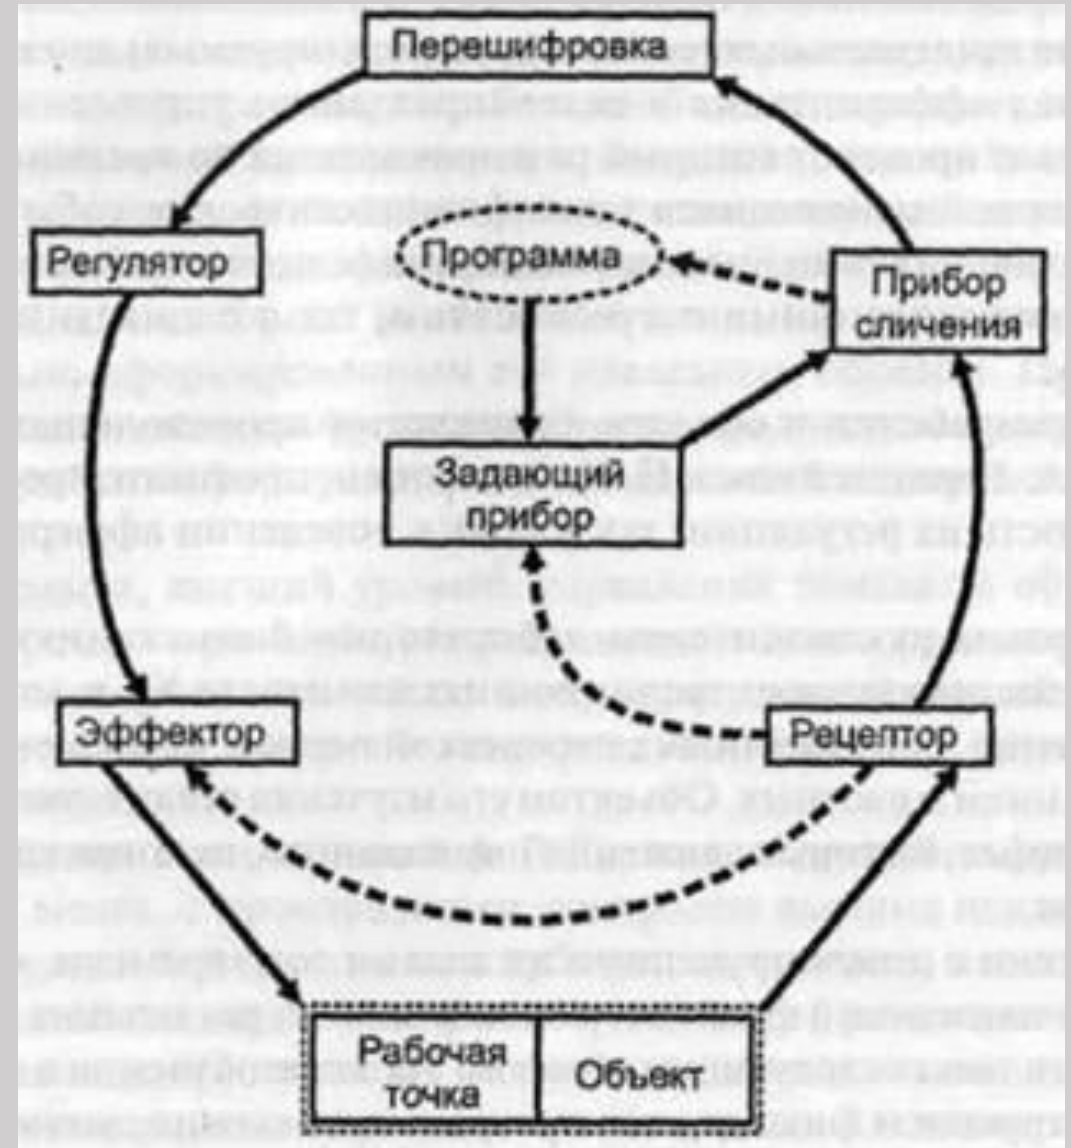 Перешифровка
Регулятор
Программа
Прибор
сличения
Задающий
прибор
Эффектор
Рецептор
Рабочая
точка
Объект